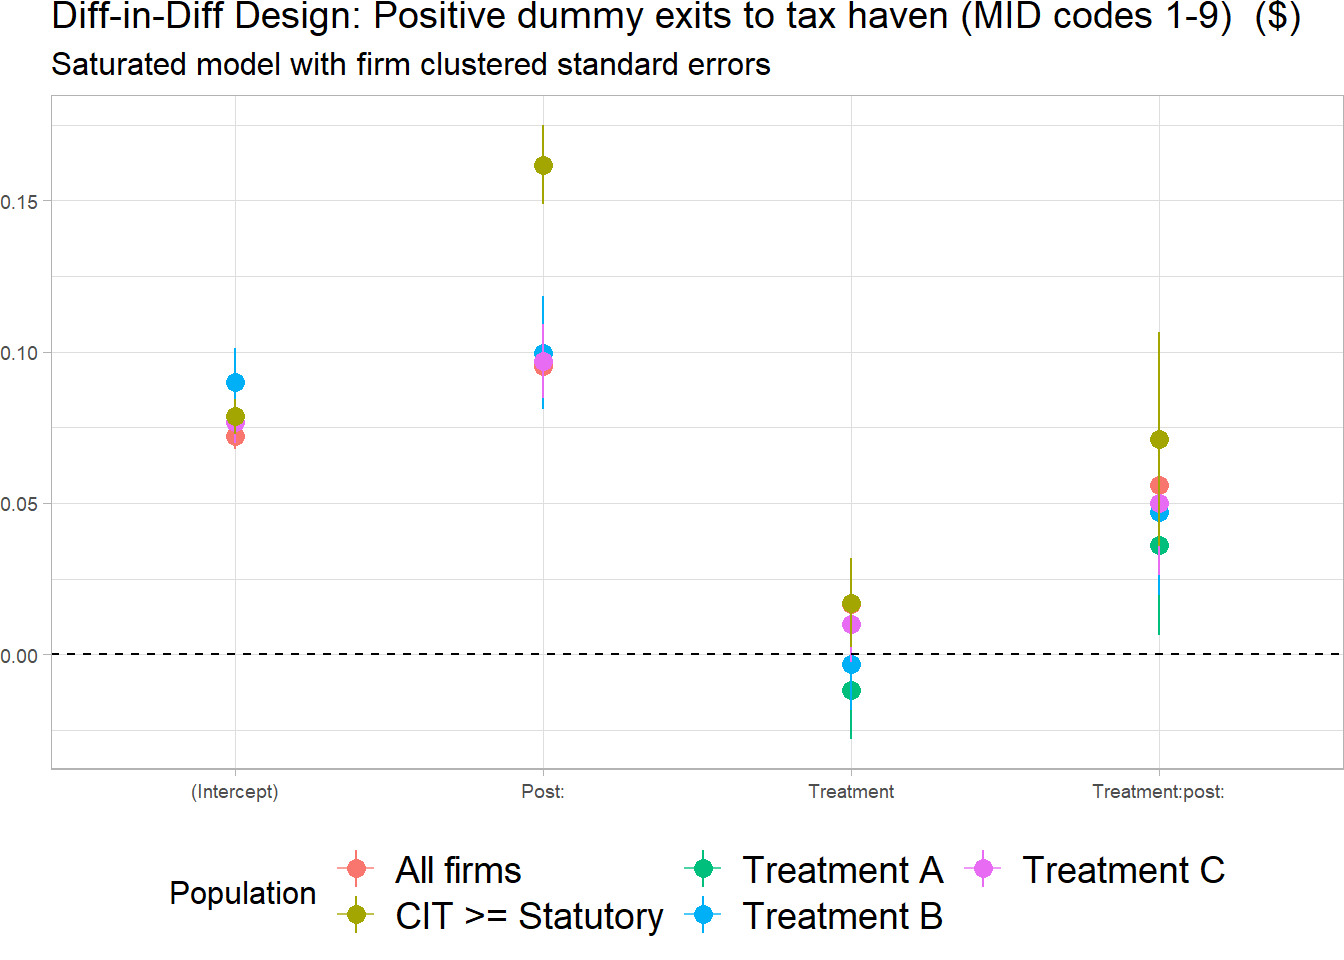 Diff-in-Diff Design: Positive dummy exits to tax haven (MID codes 1-9)  ($)
Saturated model with firm clustered standard errors
0.15
0.10
0.05
0.00
(Intercept)
Post:
Treatment
Treatment:post:
Population
All firms
Treatment A
Treatment C
CIT >= Statutory
Treatment B